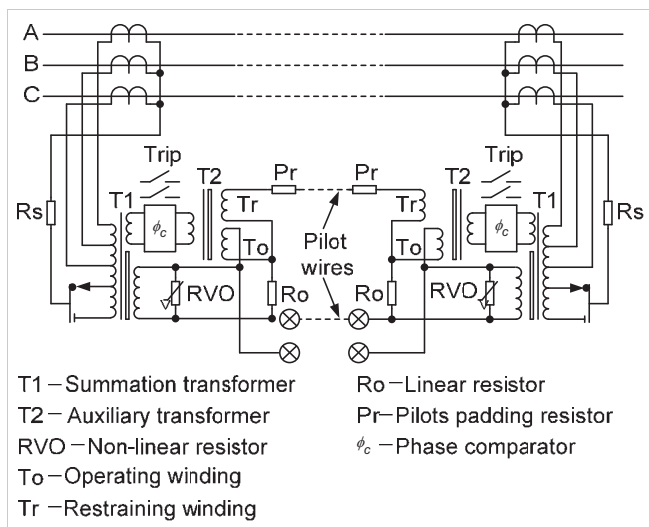 A
B
C
Trip
Trip
T1
T2
Pr
Pr
T2
T1
Rs
Tr
Tr
Rs
ϕc
ϕc
To
Pilot
wires
To
RVO
Ro
Ro
RVO
T1–Summation transformer
T2–Auxiliary transformer
RVO–Non-linear resistor
To–Operating winding
Tr–Restraining winding
Ro–Linear resistor
Pr–Pilots padding resistor
ϕc–Phase comparator